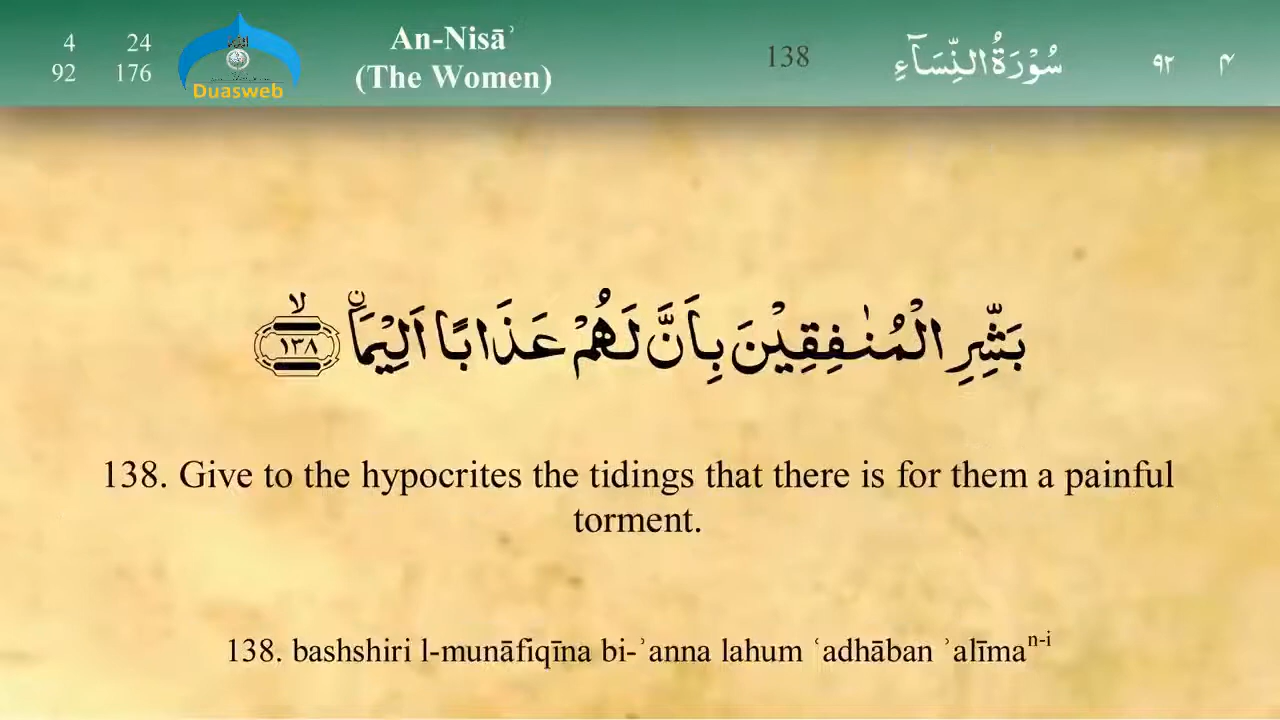 4 24
92 176
Duasweb
An-Nisāʾ
(The Women)
138
سُوْرَةُ النِّسَآءِ
٩٢ ٤
بَشِّرِ الْمُنٰفِقِيْنَ بِاَنَّ لَهُمْ عَذَابًا اَلِيْمَاۙ ن ١٣٨
138. Give to the hypocrites the tidings that there is for them a painful
torment.
138. bashshiri l-munāfiqīna bi-ʾanna lahum ʿadhāban ʾalīmaⁿ⁻ⁱ